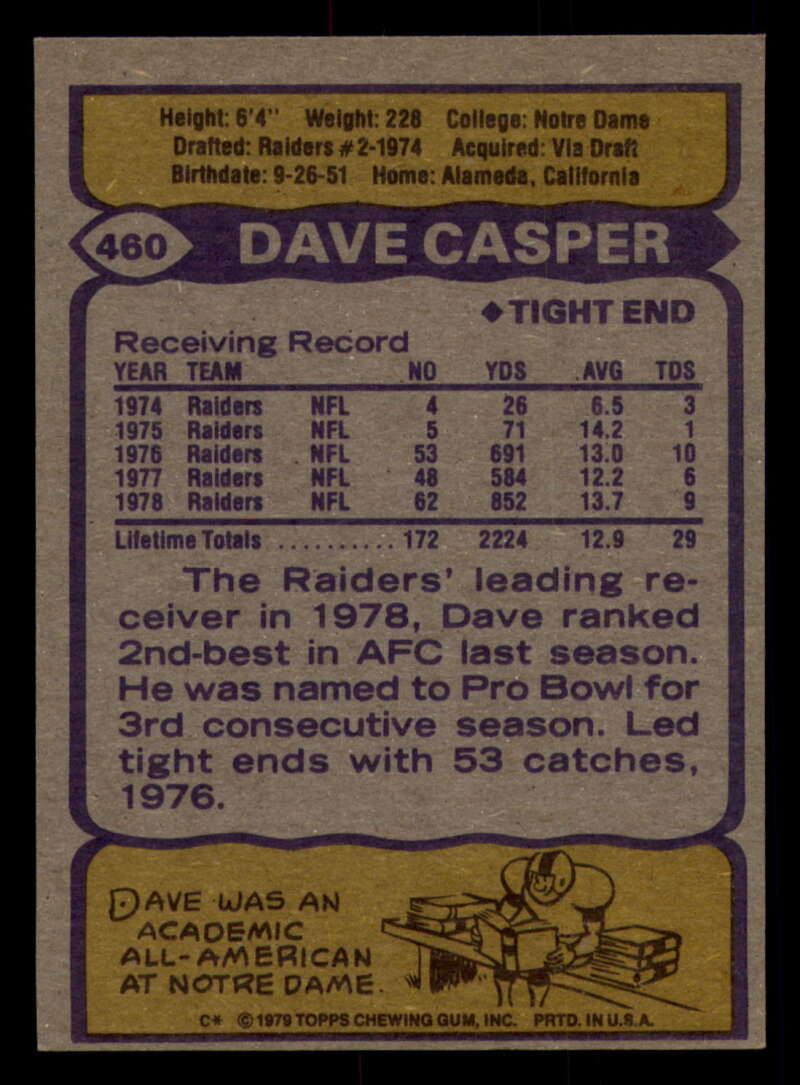 Height: 6'4" Weight: 228 College: Notre Dame
Drafted: Raiders #2-1974 Acquired: Via Draft
Birthdate: 9-26-51 Home: Alameda, California
460 DAVE CASPER
◆TIGHT END
Receiving Record
YEAR TEAM NO YDS AVG TDS
1974 Raiders NFL 4 26 6.5 3
1975 Raiders NFL 5 71 14.2 1
1976 Raiders NFL 53 691 13.0 10
1977 Raiders NFL 48 584 12.2 6
1978 Raiders NFL 62 852 13.7 9
Lifetime Totals .......... 172 2224 12.9 29
The Raiders' leading re-
ceiver in 1978, Dave ranked
2nd-best in AFC last season.
He was named to Pro Bowl for
3rd consecutive season. Led
tight ends with 53 catches,
1976.
DAVE WAS AN
ACADEMIC
ALL-AMERICAN
AT NOTRE DAME.
C* © 1979 TOPPS CHEWING GUM, INC. PRTD. IN U.S.A.